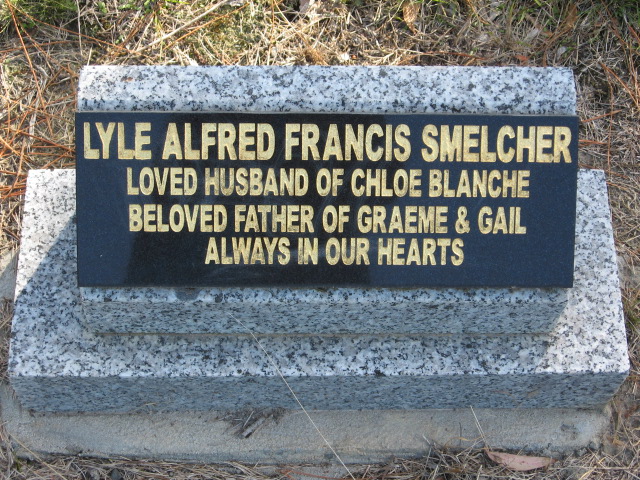 LYLE ALFRED FRANCIS SMELCHER
LOVED HUSBAND OF CHLOE BLANCHE
BELOVED FATHER OF GRAEME & GAIL
ALWAYS IN OUR HEARTS